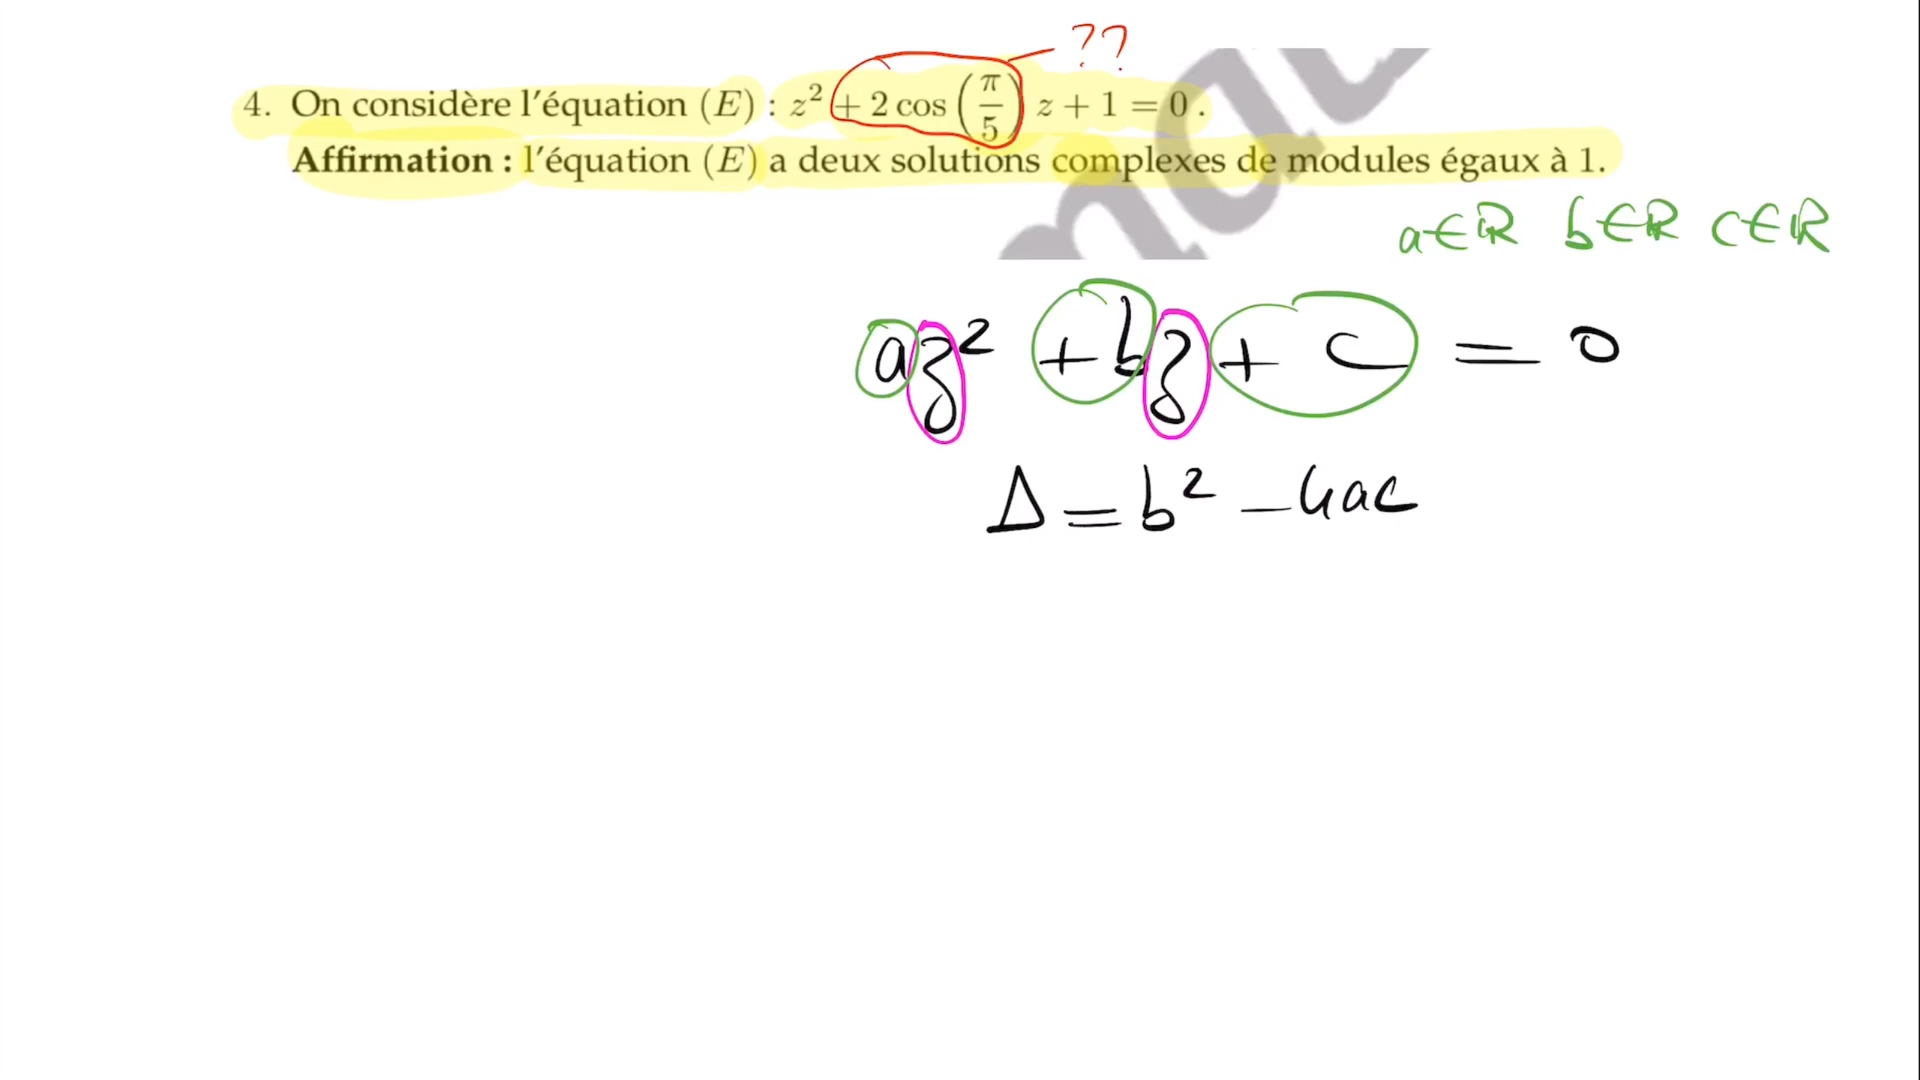 ??
4. On considère l'équation (E) : z² + 2 cos (π/5) z + 1 = 0.
Affirmation : l'équation (E) a deux solutions complexes de modules égaux à 1.
a∈ℝ b∈ℝ c∈ℝ
az² + bz + c = 0
Δ = b² - 4ac